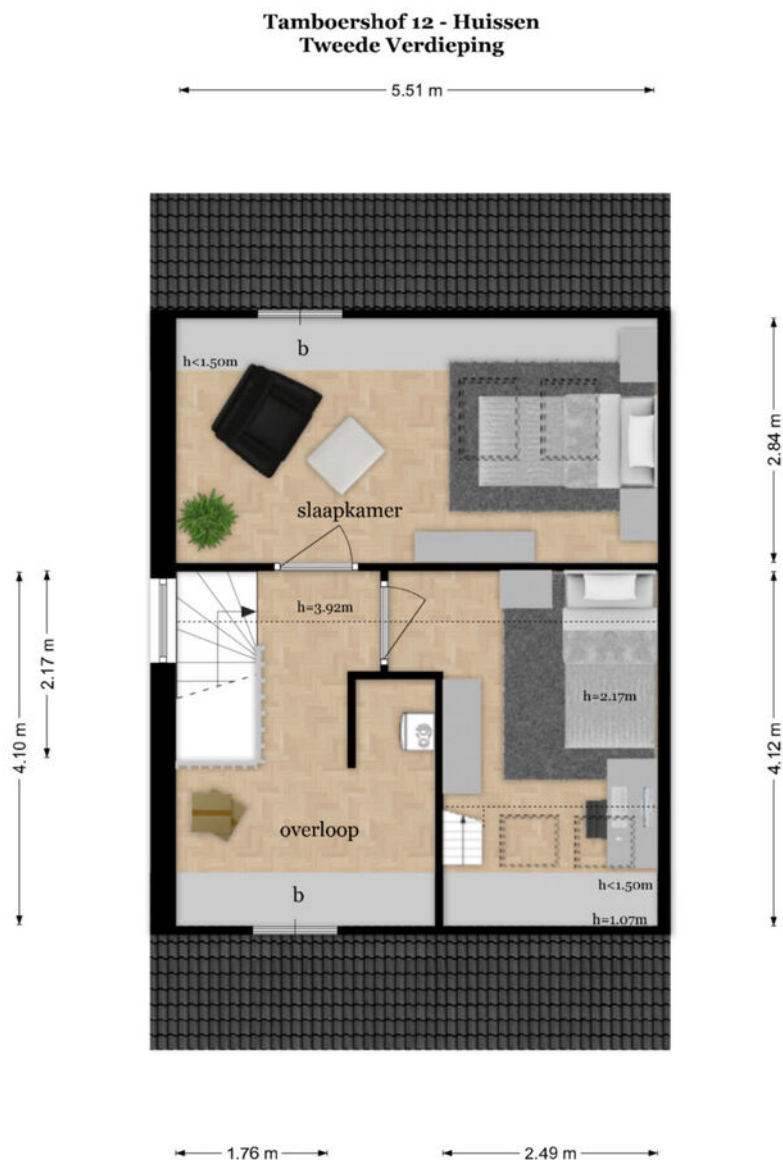 Tamboershof 12 - Huissen
Tweede Verdieping
5.51 m
b
h<1.50m
2.84 m
slaapkamer
h=3.92m
2.17 m
4.10 m
h=2.17m
4.12 m
overloop
h<1.50m
b
h=1.07m
1.76 m
2.49 m